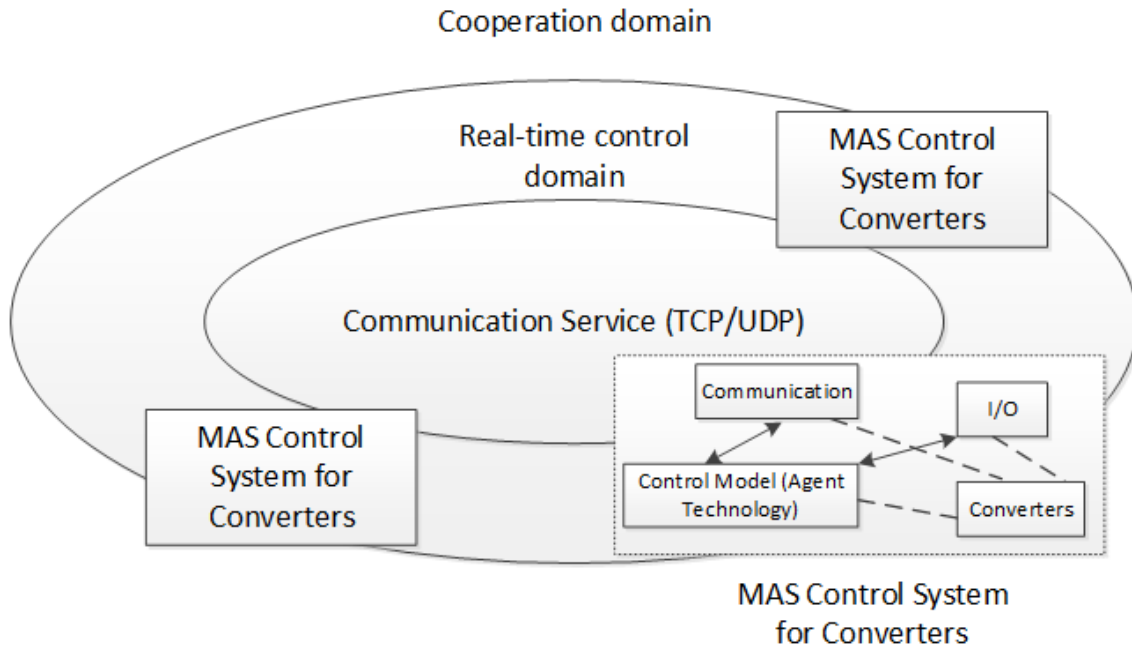 Cooperation domain
Real-time control
domain
MAS Control
System for
Converters
Communication Service (TCP/UDP)
Communication
I/O
MAS Control
System for
Converters
Control Model (Agent
Technology)
Converters
MAS Control System
for Converters